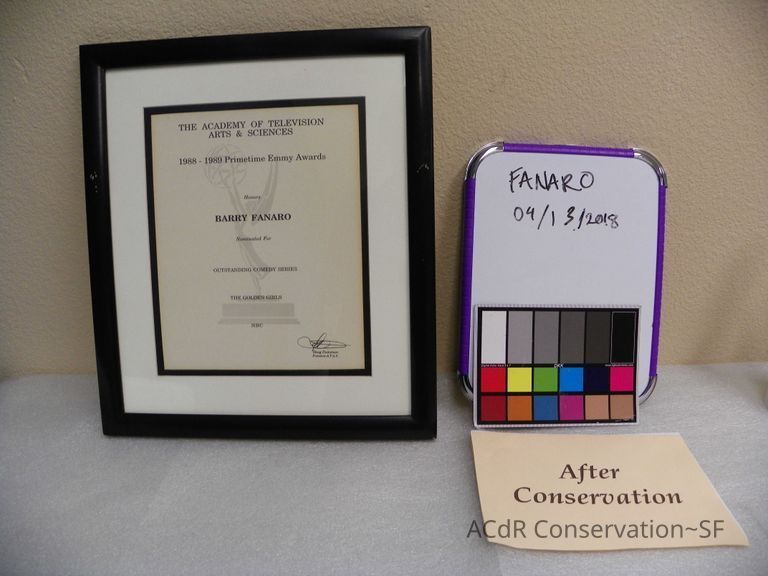 THE ACADEMY OF TELEVISION
ARTS & SCIENCES
1988 - 1989 Primetime Emmy Awards
Honors
BARRY FANARO
Nominated For
OUTSTANDING COMEDY SERIES
THE GOLDEN GIRLS
NBC
FANARO
04/13/2018
DKK
After
Conservation
ACdR Conservation~SF